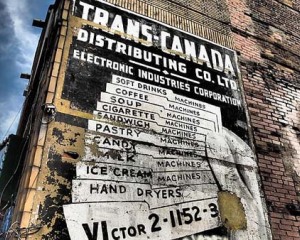 TRANS-CANADA
DISTRIBUTING CO. LTD.
ELECTRONIC INDUSTRIES CORPORATION
SOFT DRINKS MACHINES
COFFEE MACHINES
SOUP MACHINES
CIGARETTE MACHINES
SANDWICH MACHINES
PASTRY MACHINES
CANDY MACHINES
MILK MACHINES
ICE CREAM MACHINES
HAND DRYERS
VICTOR 2-1152-3